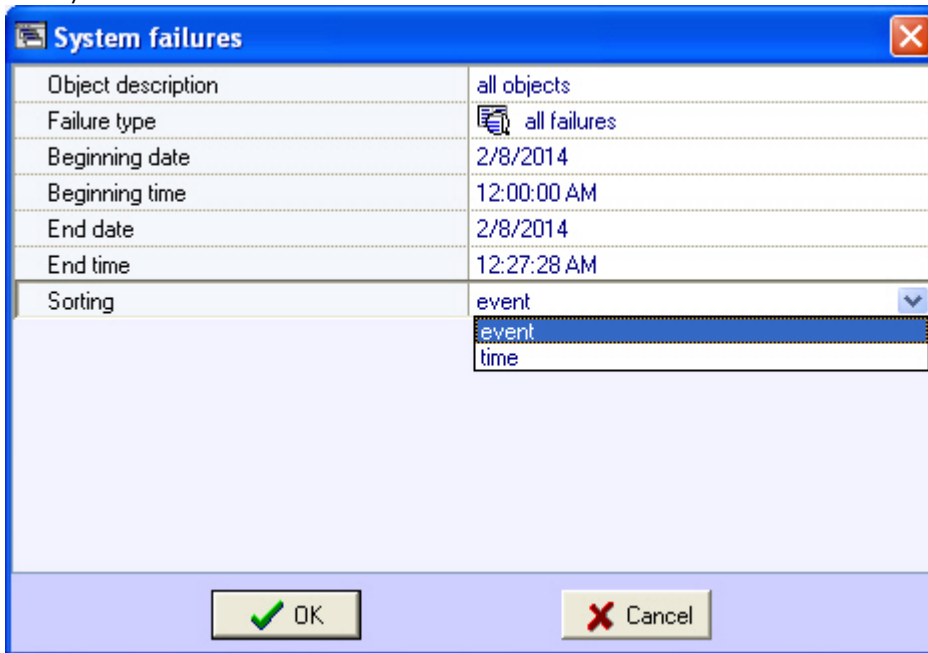 System failures
Object description all objects
Failure type all failures
Beginning date 2/8/2014
Beginning time 12:00:00 AM
End date 2/8/2014
End time 12:27:28 AM
Sorting event
event
time
OK Cancel